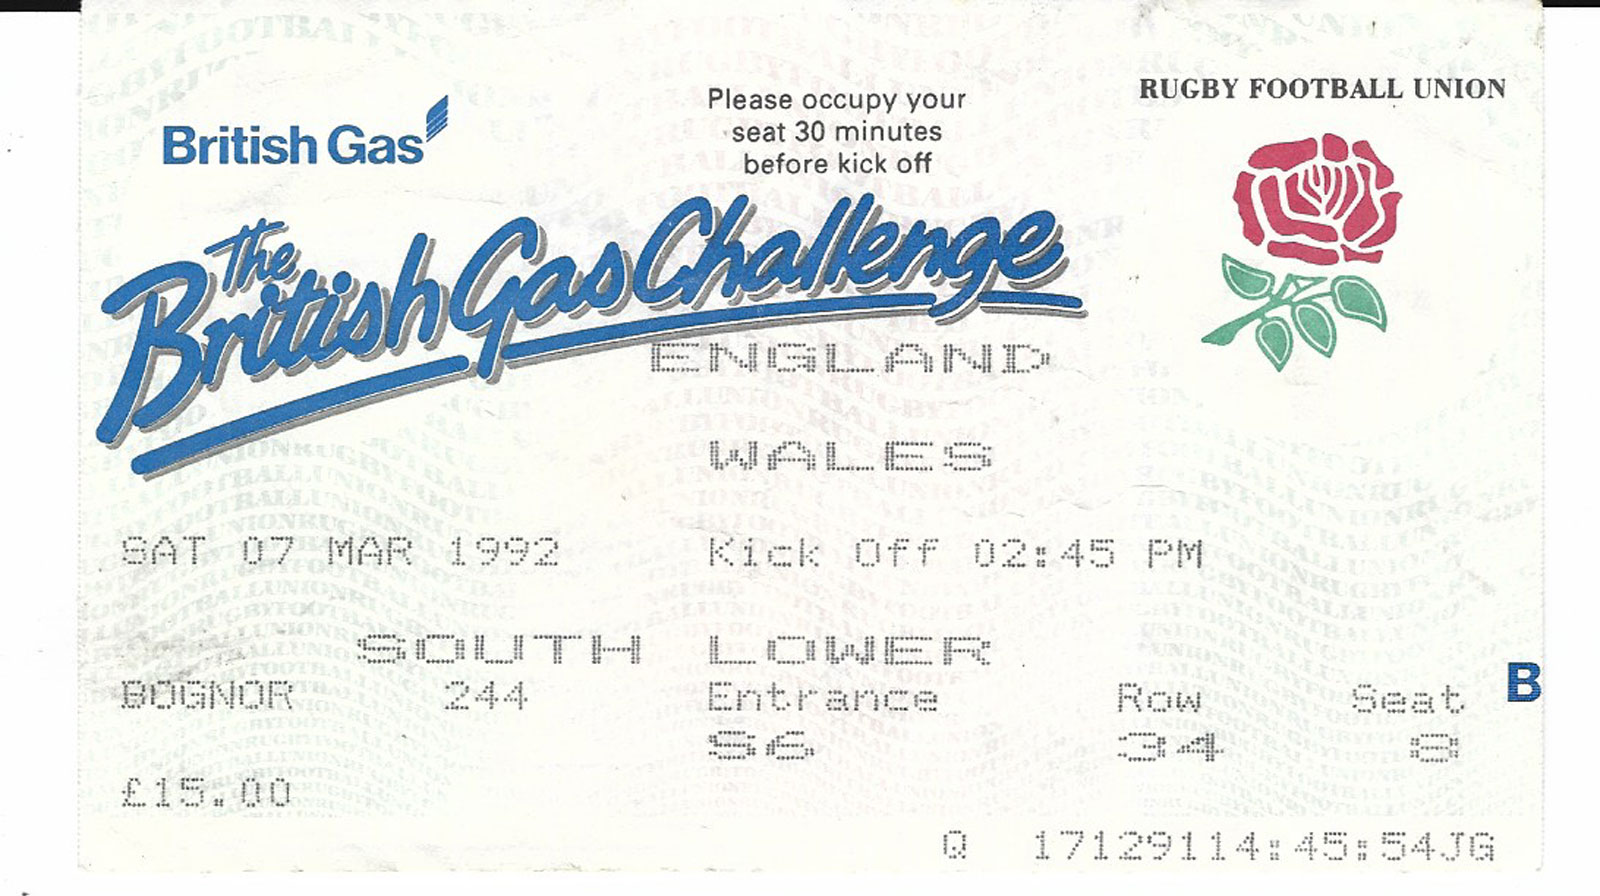 British Gas
Please occupy your
seat 30 minutes
before kick off
RUGBY FOOTBALL UNION
The
British Gas Challenge
ENGLAND
WALES
SAT 07 MAR 1992 Kick Off 02:45 PM
SOUTH LOWER
BOGNOR 244 Entrance Row Seat B
S6 34 8
£15.00
Q 17129114:45:54JG